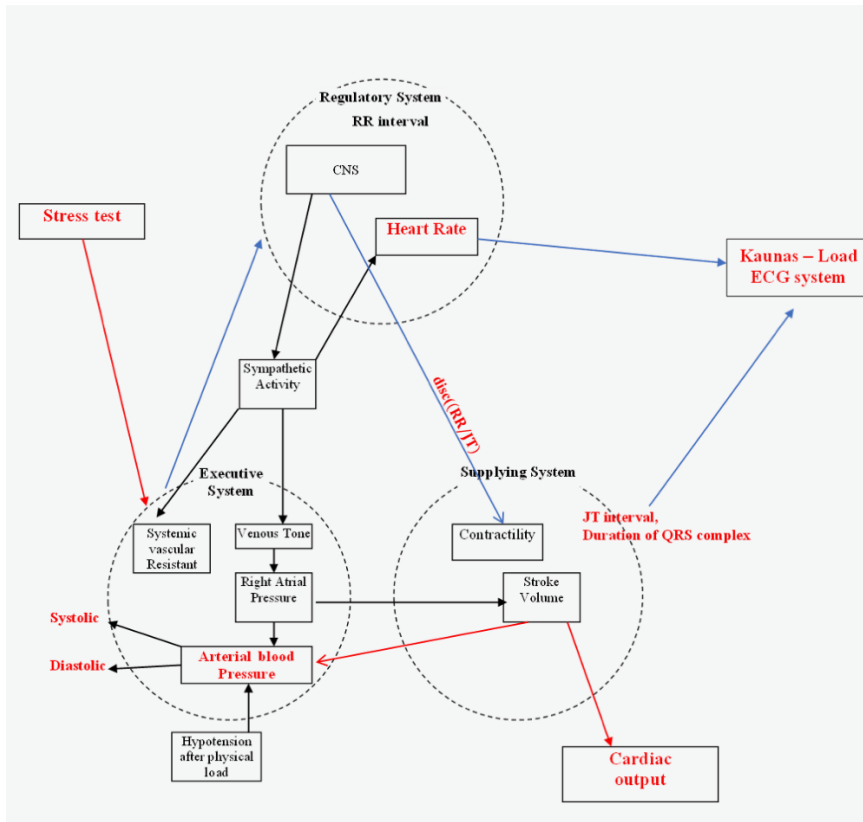 Regulatory System
RR interval
CNS
Stress test
Heart Rate
Kaunas – Load
ECG system
Sympathetic
Activity
disc((RR/JT)
Executive
System
Supplying System
Systemic
vascular
Resistant
Venous Tone
Contractility
JT interval,
Duration of QRS complex
Right Atrial
Pressure
Stroke
Volume
Systolic
Diastolic
Arterial blood
Pressure
Hypotension
after physical
load
Cardiac
output